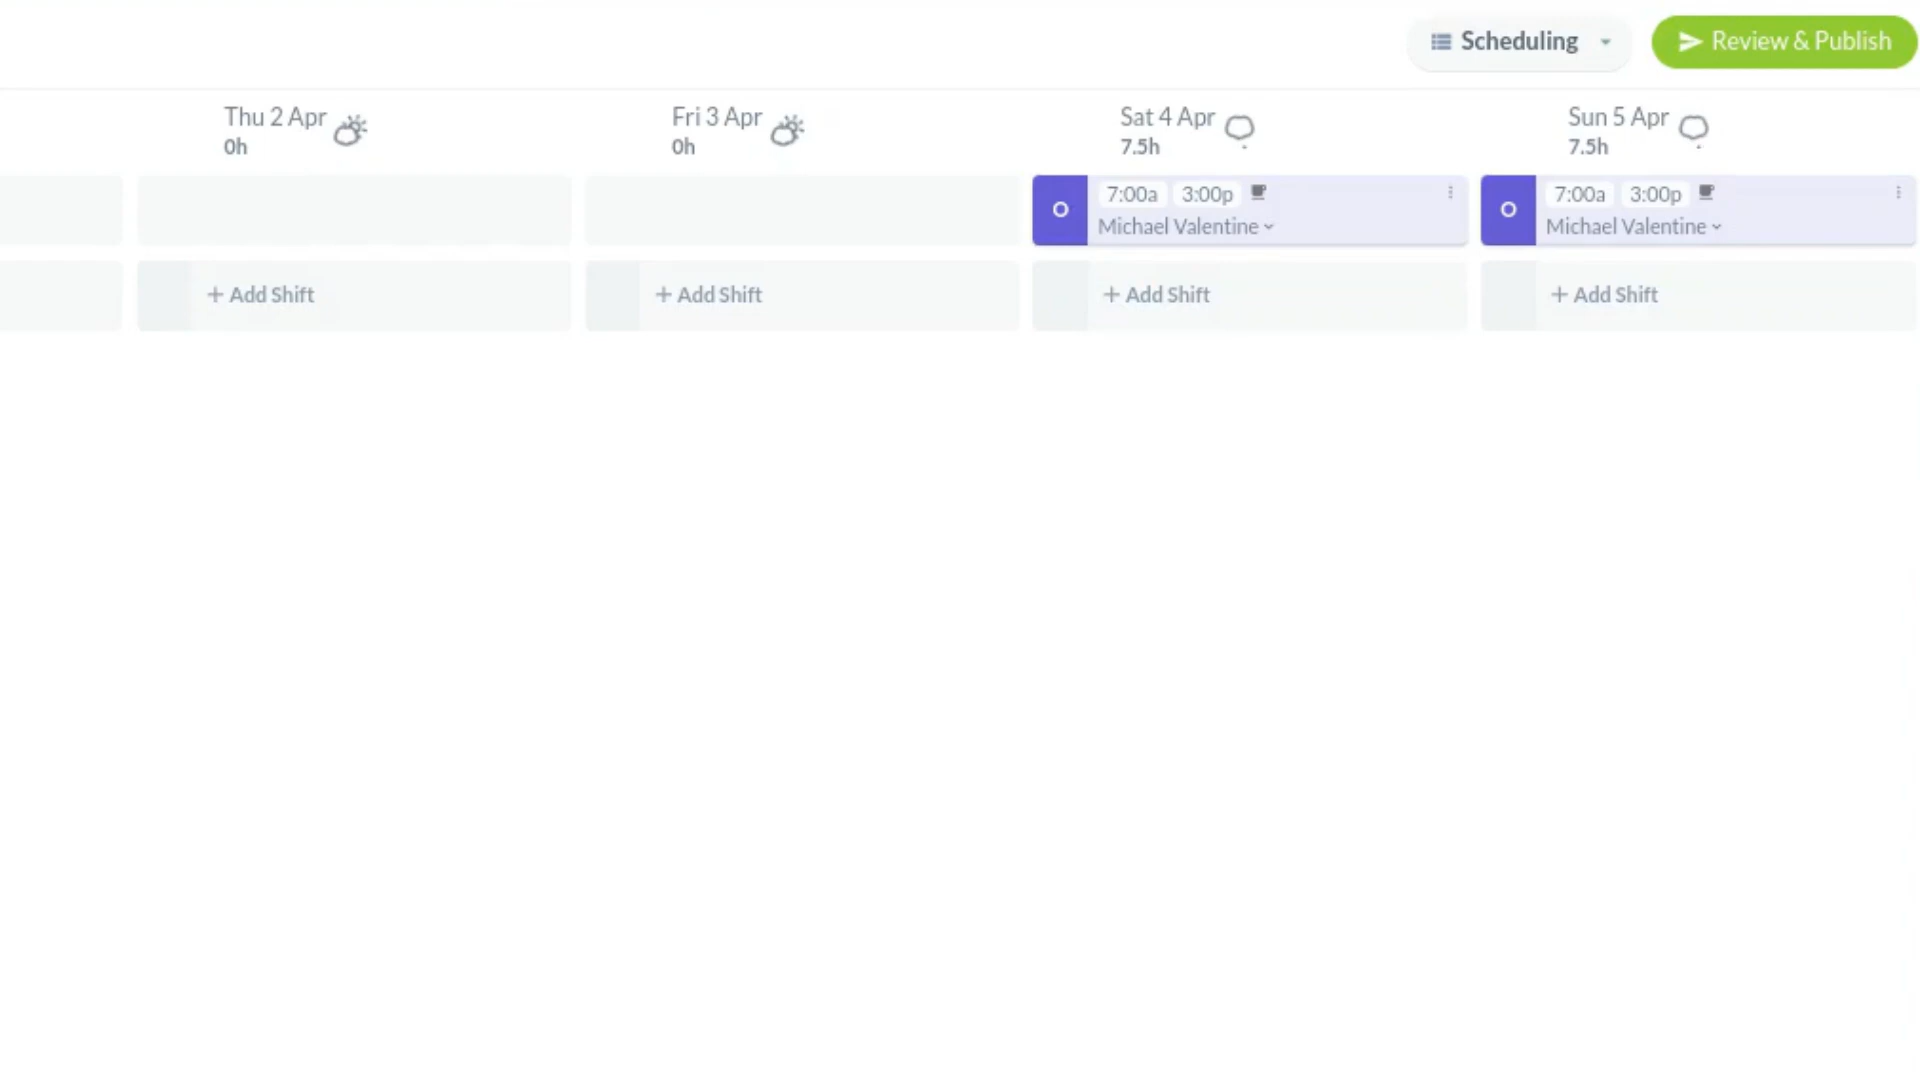 Scheduling
Review & Publish
Thu 2 Apr
0h
Fri 3 Apr
0h
Sat 4 Apr
7.5h
Sun 5 Apr
7.5h
O 7:00a 3:00p
Michael Valentine
O 7:00a 3:00p
Michael Valentine
+ Add Shift
+ Add Shift
+ Add Shift
+ Add Shift